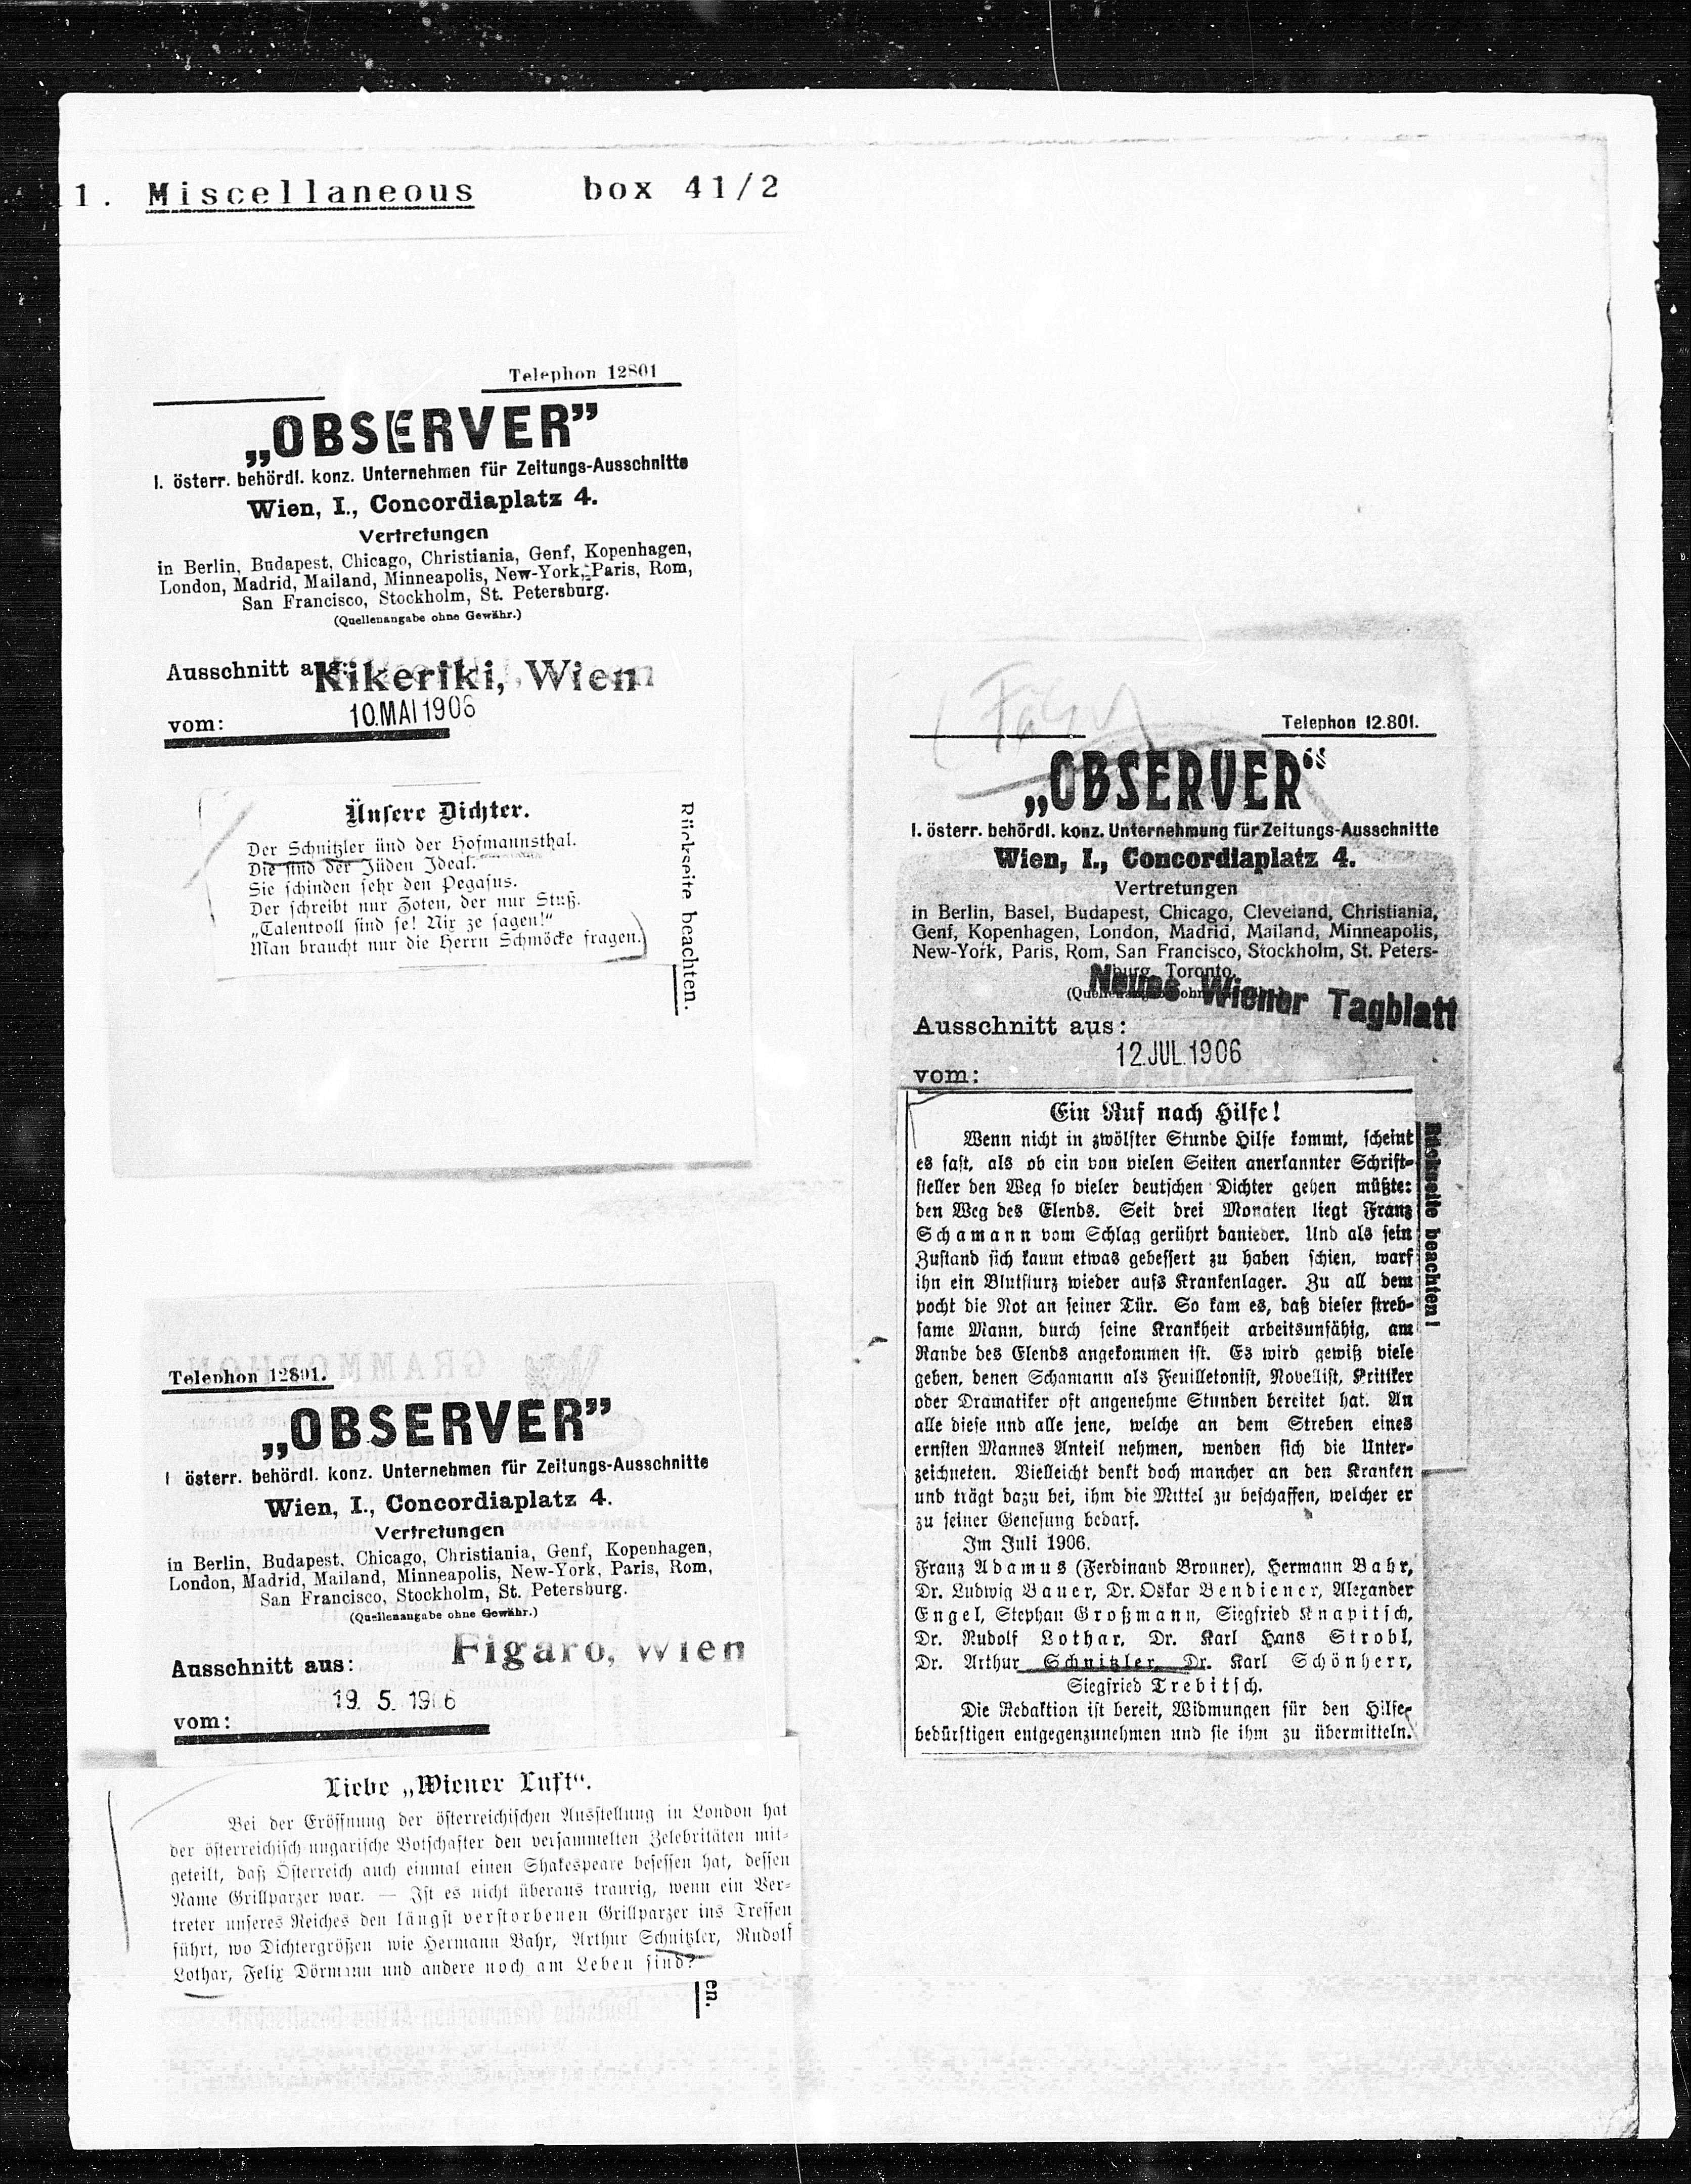 1. Miscellaneous box 41/2
Telephon 12801
„OBSERVER”
I. österr. behördl. konz. Unternehmen für Zeitungs-Ausschnitte
Wien, I., Concordiaplatz 4.
Vertretungen
in Berlin, Budapest, Chicago, Christiania, Genf, Kopenhagen,
London, Madrid, Mailand, Minneapolis, New-York, Paris, Rom,
San Francisco, Stockholm, St. Petersburg.
(Quellenangabe ohne Gewähr.)
Ausschnitt aus: Kikeriki, Wien
vom: 10.MAI 1906
Ünsere Dichter.
Der Schnitzler ünd der Hofmannsthal.
Die sind der Jüden Ideal.
Sie schinden sehr den Pegasus.
Der schreibt nur Zoten, der nur Stuß.
„Talentvoll sind se! Nix ze sagen!“
Man braucht nur die Herrn Schmöcke fragen.
Rückseite beachten.
Telephon 12801.
„OBSERVER”
I österr. behördl. konz. Unternehmen für Zeitungs-Ausschnitte
Wien, I., Concordiaplatz 4.
Vertretungen
in Berlin, Budapest, Chicago, Christiania, Genf, Kopenhagen,
London, Madrid, Mailand, Minneapolis, New-York, Paris, Rom,
San Francisco, Stockholm, St. Petersburg.
(Quellenangabe ohne Gewähr.)
Ausschnitt aus: Figaro, Wien
vom: 19. 5. 1906
Liebe „Wiener Luft“.
Bei der Eröffnung der österreichischen Ausstellung in London hat
der österreichisch-ungarische Botschafter den versammelten Zelebritäten mit-
geteilt, daß Österreich auch einmal einen Shakespeare besessen hat, dessen
Name Grillparzer war. — Ist es nicht überaus traurig, wenn ein Ver-
treter unseres Reiches den längst verstorbenen Grillparzer ins Treffen
führt, wo Dichtergrößen wie Hermann Bahr, Arthur Schnitzler, Rudolf
Lothar, Felix Dörmann und andere noch am Leben sind?
en.
Telephon 12.801.
„OBSERVER“
I. österr. behördl. konz. Unternehmung für Zeitungs-Ausschnitte
Wien, I., Concordiaplatz 4.
Vertretungen
in Berlin, Basel, Budapest, Chicago, Cleveland, Christiania,
Genf, Kopenhagen, London, Madrid, Mailand, Minneapolis,
New-York, Paris, Rom, San Francisco, Stockholm, St. Peters-
burg, Toronto.
Neues Wiener Tagblatt
Ausschnitt aus:
12.JUL.1906
vom:
Ein Ruf nach Hilfe!
Wenn nicht in zwölfter Stunde Hilfe kommt, scheint
es fast, als ob ein von vielen Seiten anerkannter Schrift-
steller den Weg so vieler deutschen Dichter gehen müßte:
den Weg des Elends. Seit drei Monaten liegt Franz
Schamann vom Schlag gerührt danieder. Und als sein
Zustand sich kaum etwas gebessert zu haben schien, warf
ihn ein Blutsturz wieder aufs Krankenlager. Zu all dem
pocht die Not an seiner Tür. So kam es, daß dieser streb-
same Mann, durch seine Krankheit arbeitsunfähig, am
Rande des Elends angekommen ist. Es wird gewiß viele
geben, denen Schamann als Feuilletonist, Novellist, Kritiker
oder Dramatiker oft angenehme Stunden bereitet hat. An
alle diese und alle jene, welche an dem Streben eines
ernsten Mannes Anteil nehmen, wenden sich die Unter-
zeichneten. Vielleicht denkt doch mancher an den Kranken
und trägt dazu bei, ihm die Mittel zu beschaffen, welcher er
zu seiner Genesung bedarf.
Im Juli 1906.
Franz Adamus (Ferdinand Bronner), Hermann Bahr,
Dr. Ludwig Bauer, Dr. Oskar Bendiener, Alexander
Engel, Stephan Großmann, Siegfried Knapitsch,
Dr. Rudolf Lothar, Dr. Karl Hans Strobl,
Dr. Arthur Schnitzler, Dr. Karl Schönherr,
Siegfried Trebitsch.
Die Redaktion ist bereit, Widmungen für den Hilfe-
bedürftigen entgegenzunehmen und sie ihm zu übermitteln.
Rückseite beachten!